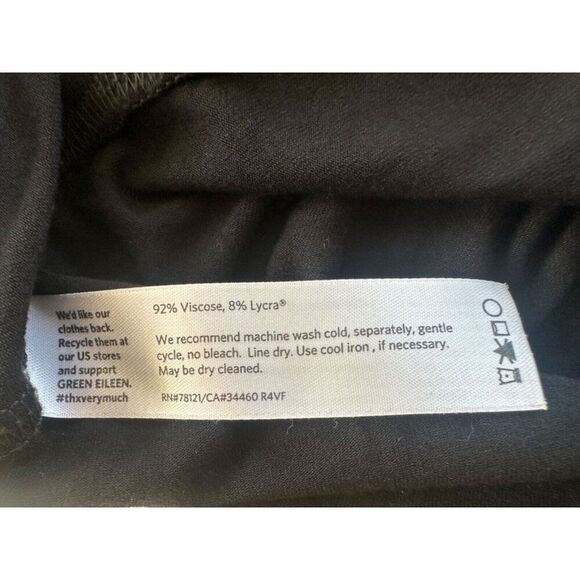 We'd like our
clothes back.
Recycle them at
our US stores
and support
GREEN EILEEN.
#thxverymuch
92% Viscose, 8% Lycra®
We recommend machine wash cold, separately, gentle
cycle, no bleach. Line dry. Use cool iron , if necessary.
May be dry cleaned.
RN#78121/CA#34460 R4VF